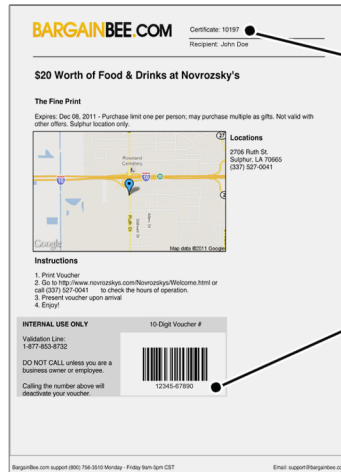 BARGAINBEE.COM
Certificate: 10197
Recipient: John Doe
$20 Worth of Food & Drinks at Novrozsky's
The Fine Print
Expires: Dec 08, 2011 - Purchase limit one per person; may purchase multiple as gifts. Not valid with
other offers. Sulphur location only.
Locations
2706 Ruth St.
Sulphur, LA 70665
(337) 527-0041
27
Roseland
Cemetery
10
10
Ruth Dr
Google
Map data ©2011 Google
Instructions
1. Print Voucher
2. Go to http://www.novrozskys.com/Novrozskys/Welcome.html or
call (337) 527-0041 to check the hours of operation.
3. Present voucher upon arrival
4. Enjoy!
INTERNAL USE ONLY
10-Digit Voucher #
Validation Line:
1-877-853-8732
DO NOT CALL unless you are a
business owner or employee.
Calling the number above will
deactivate your voucher.
12345-67890
BargainBee.com support (800) 756-3510 Monday - Friday 9am-5pm CST
Email: support@bargainbee.co